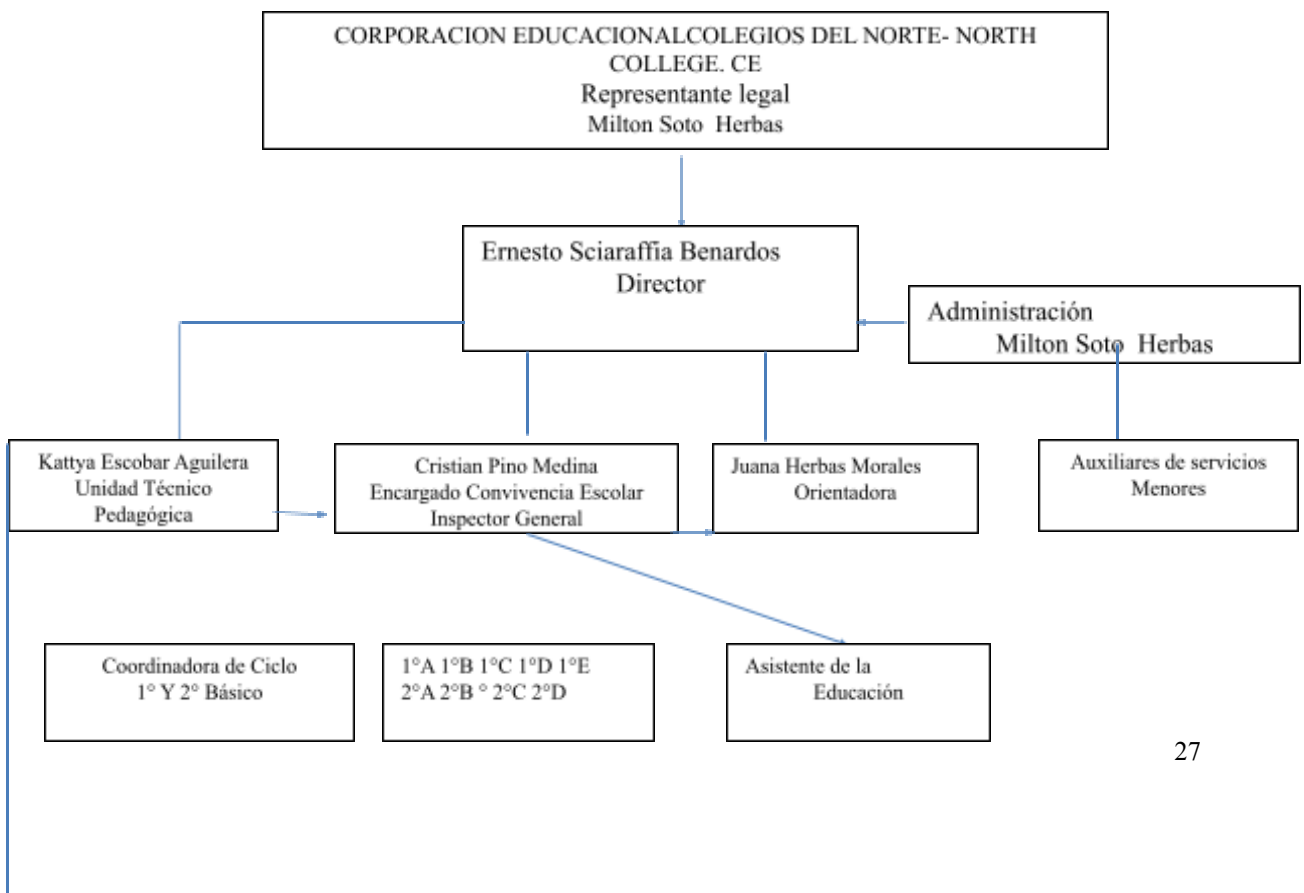 CORPORACION EDUCACIONALCOLEGIOS DEL NORTE- NORTH
COLLEGE. CE
Representante legal
Milton Soto Herbas
Ernesto Sciaraffia Benardos
Director
Administración
Milton Soto Herbas
Kattya Escobar Aguilera
Unidad Técnico
Pedagógica
Cristian Pino Medina
Encargado Convivencia Escolar
Inspector General
Juana Herbas Morales
Orientadora
Auxiliares de servicios
Menores
Coordinadora de Ciclo
1° Y 2° Básico
1°A 1°B 1°C 1°D 1°E
2°A 2°B ° 2°C 2°D
Asistente de la
Educación
27